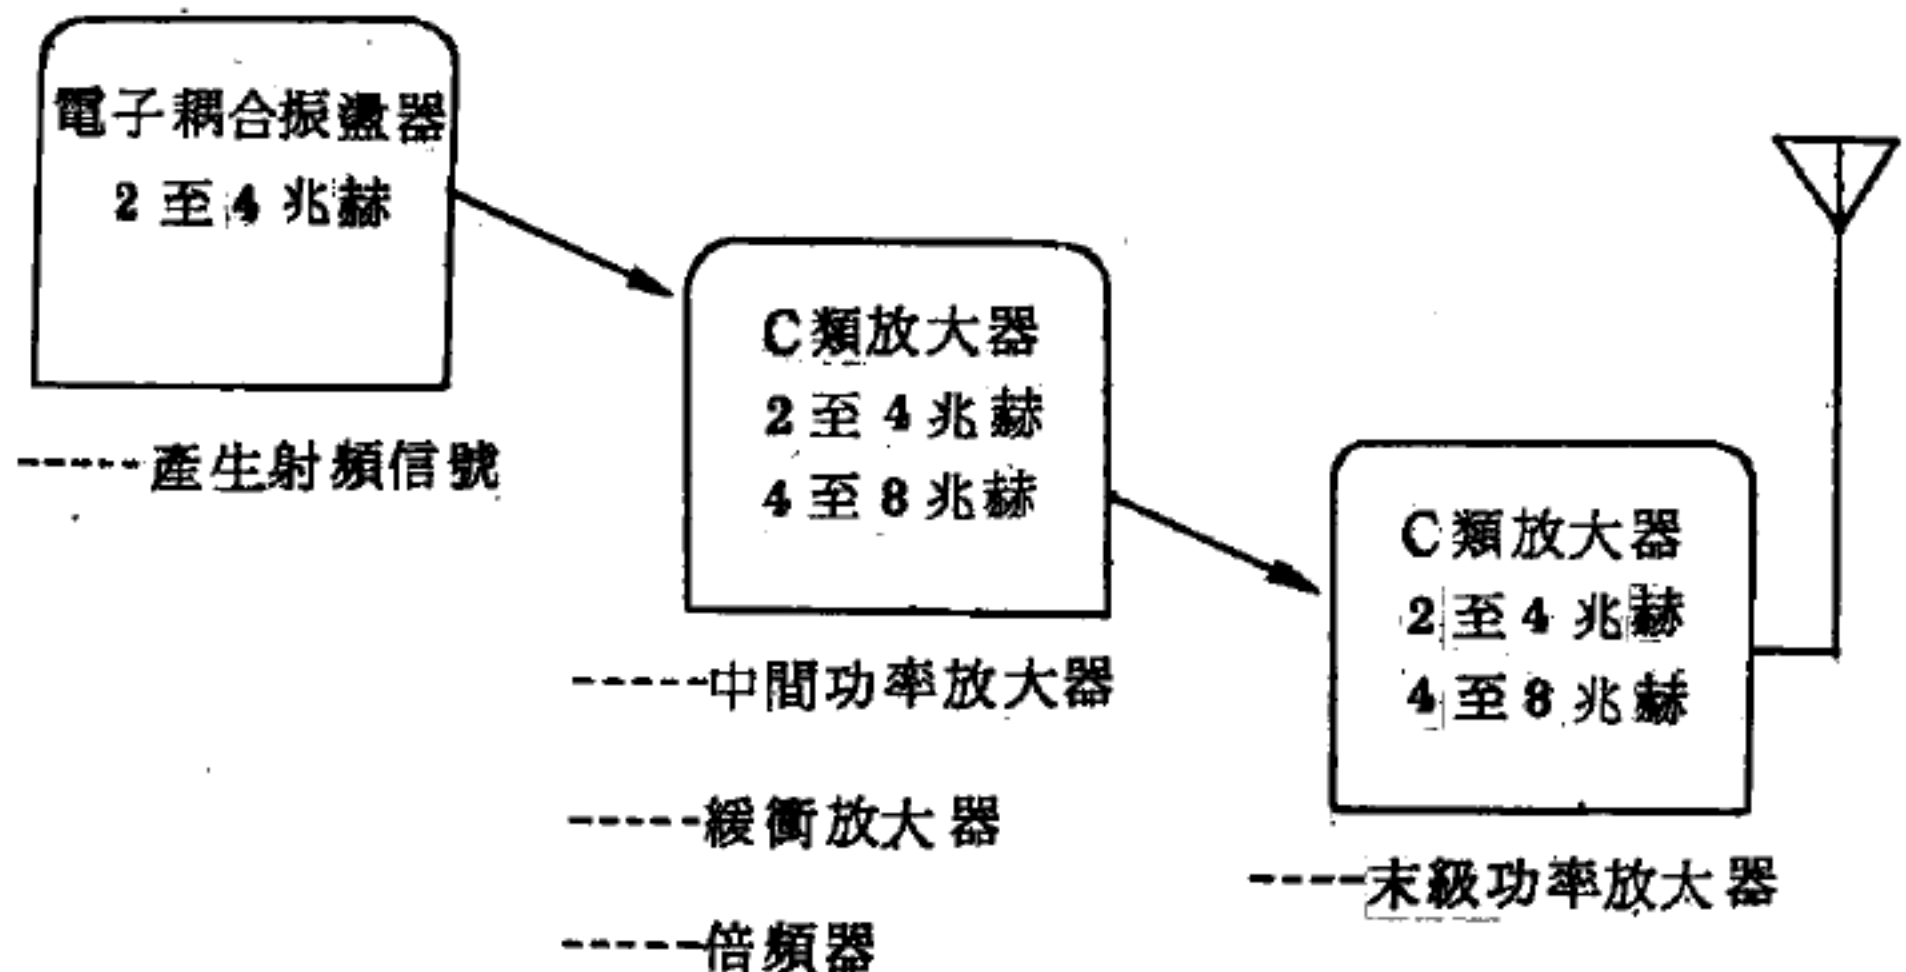 電子耦合振盪器
2至4兆赫
-----產生射頻信號
C類放大器
2至4兆赫
4至8兆赫
-----中間功率放大器
-----緩衝放大器
-----倍頻器
C類放大器
2至4兆赫
4至8兆赫
----末級功率放大器